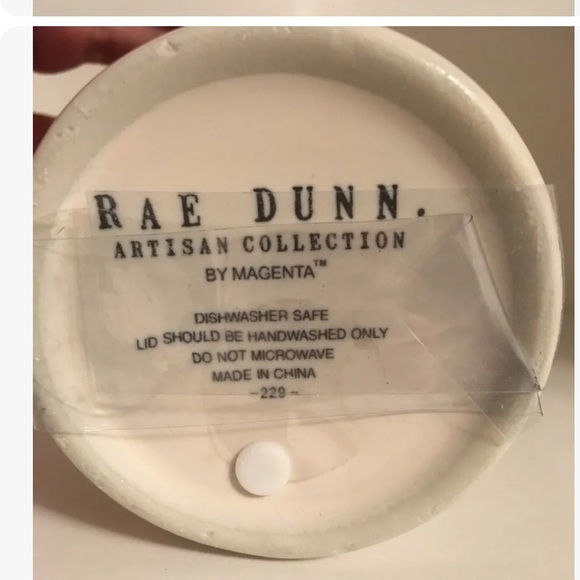 RAE DUNN.
ARTISAN COLLECTION
BY MAGENTA™
DISHWASHER SAFE
LID SHOULD BE HANDWASHED ONLY
DO NOT MICROWAVE
MADE IN CHINA
-229-